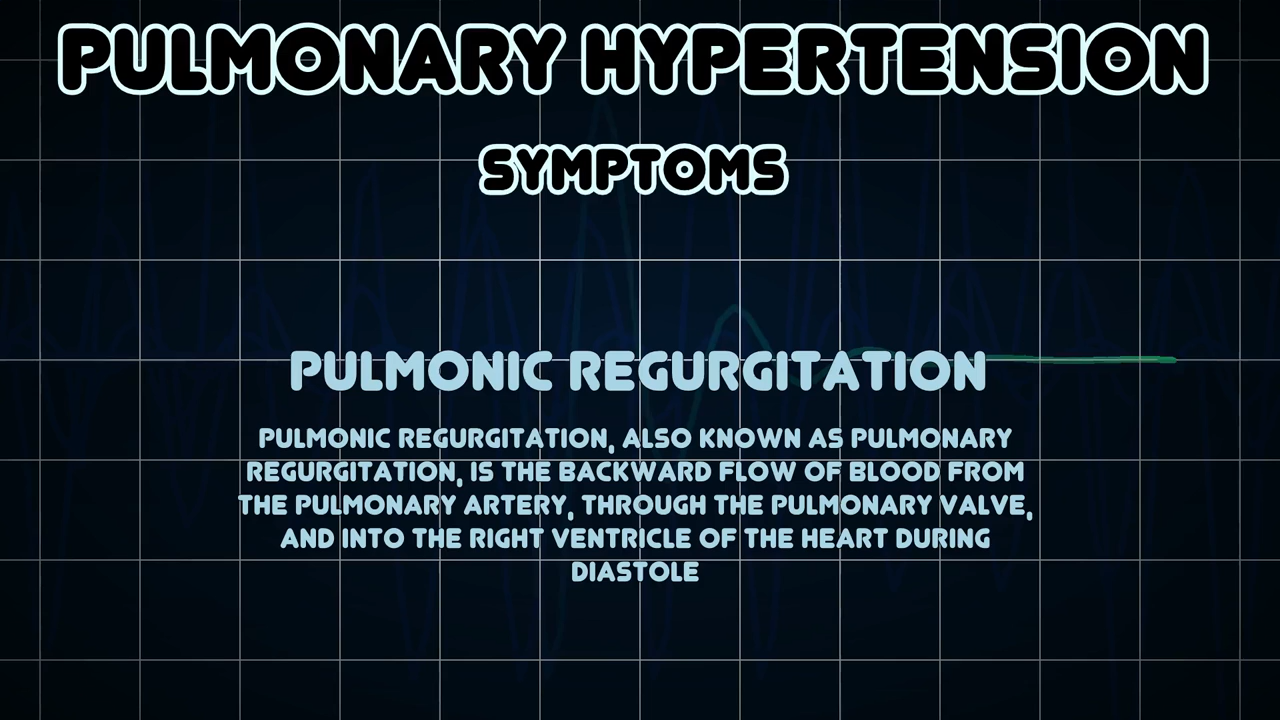 PULMONARY HYPERTENSION
SYMPTOMS
PULMONIC REGURGITATION
PULMONIC REGURGITATION, ALSO KNOWN AS PULMONARY
REGURGITATION, IS THE BACKWARD FLOW OF BLOOD FROM
THE PULMONARY ARTERY, THROUGH THE PULMONARY VALVE,
AND INTO THE RIGHT VENTRICLE OF THE HEART DURING
DIASTOLE